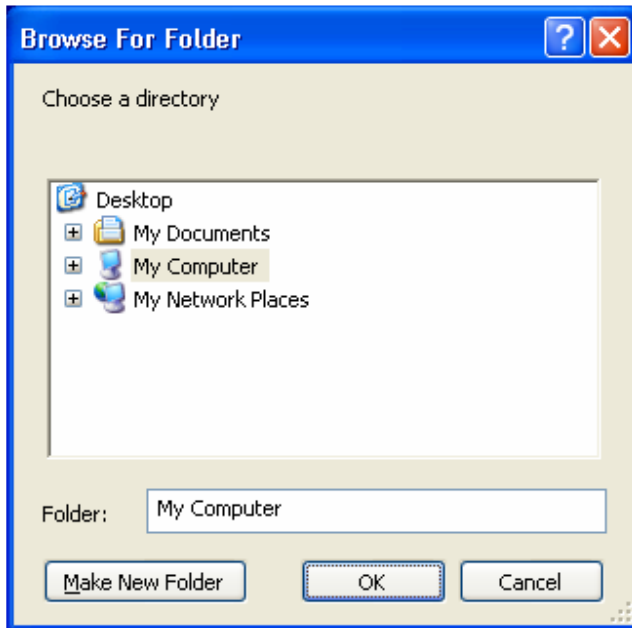 Browse For Folder
Choose a directory
Desktop
My Documents
My Computer
My Network Places
Folder: My Computer
Make New Folder OK Cancel